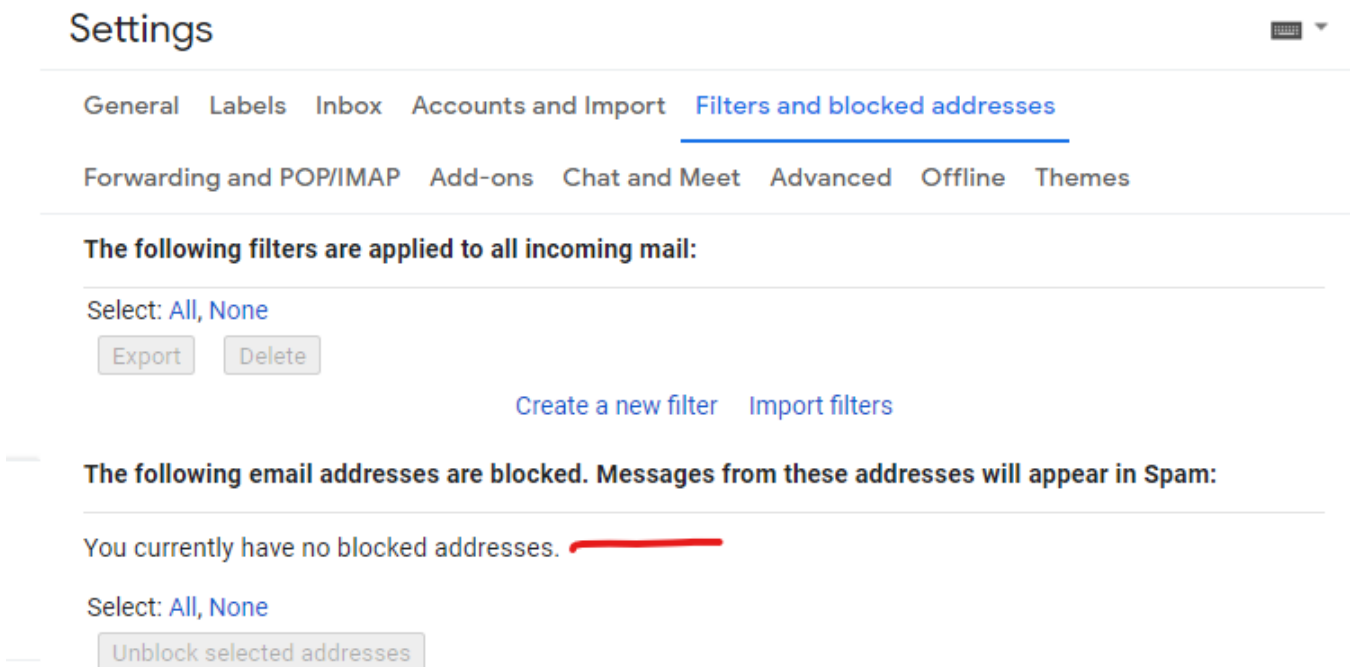 Settings
General Labels Inbox Accounts and Import Filters and blocked addresses
Forwarding and POP/IMAP Add-ons Chat and Meet Advanced Offline Themes
The following filters are applied to all incoming mail:
Select: All, None
Export Delete
Create a new filter Import filters
The following email addresses are blocked. Messages from these addresses will appear in Spam:
You currently have no blocked addresses.
Select: All, None
Unblock selected addresses